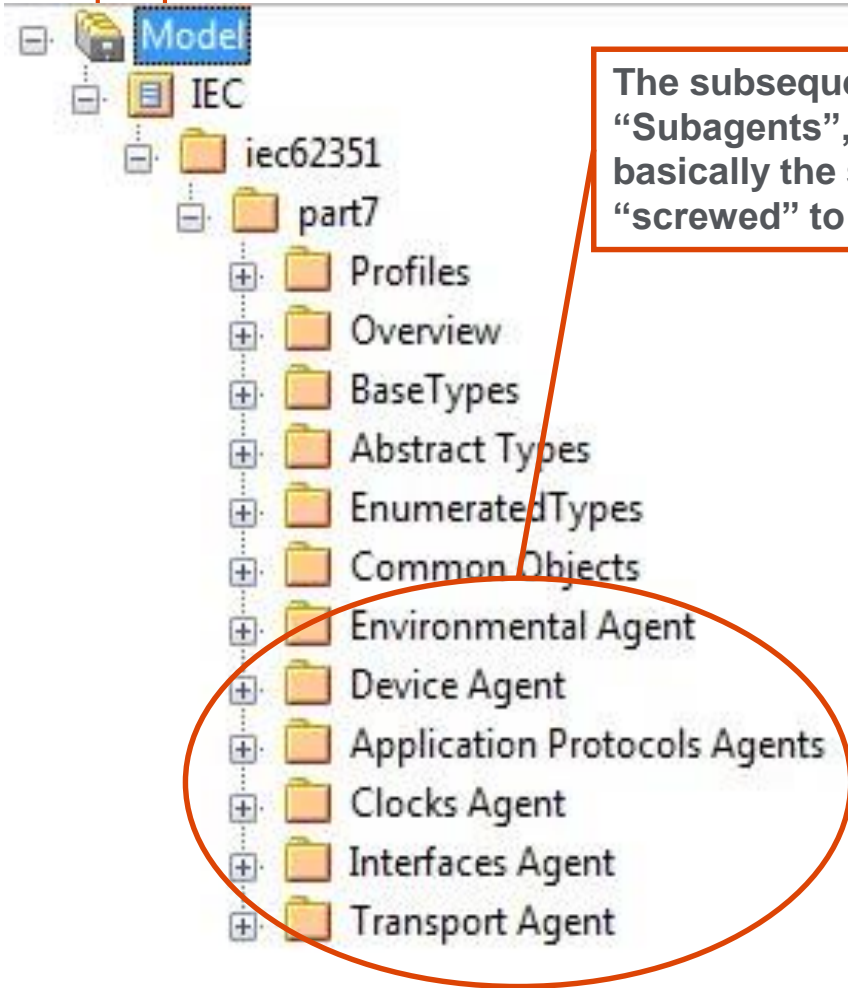 Model
IEC
iec62351
part7
Profiles
Overview
BaseTypes
Abstract Types
EnumeratedTypes
Common Objects
Environmental Agent
Device Agent
Application Protocols Agents
Clocks Agent
Interfaces Agent
Transport Agent
The
“Subagents”,
basically the
“screwed” to